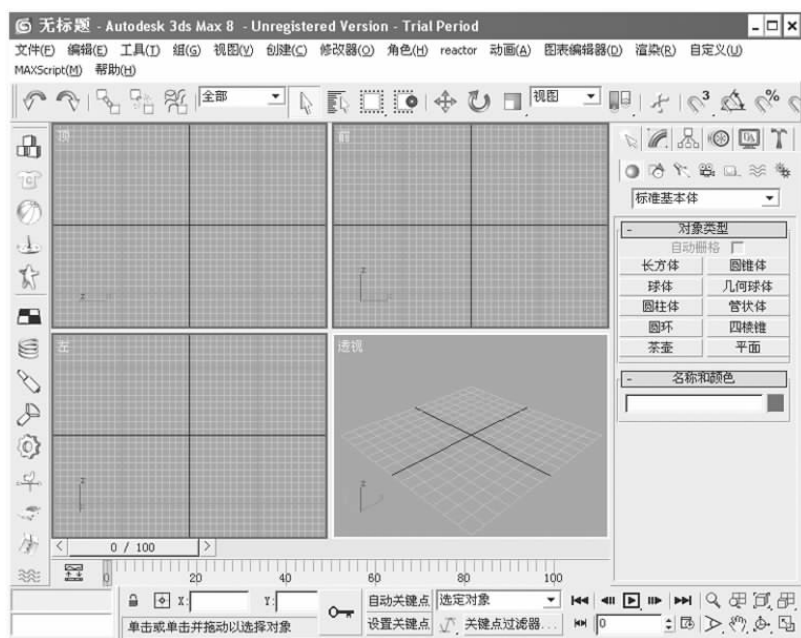 无标题 - Autodesk 3ds Max 8 - Unregistered Version - Trial Period
文件(F) 编辑(E) 工具(T) 组(G) 视图(V) 创建(C) 修改器(O) 角色(H) reactor 动画(A) 图表编辑器(D) 渲染(R) 自定义(U)
MAXScript(M) 帮助(H)
全部 视图 3 %
顶 前
左 透视
标准基本体
- 对象类型
自动栅格
长方体 圆锥体
球体 几何球体
圆柱体 管状体
圆环 四棱锥
茶壶 平面
- 名称和颜色
< 0 / 100 >
0 20 40 60 80 100
X: Y: 自动关键点 选定对象
单击或单击并拖动以选择对象 设置关键点 关键点过滤器... 0